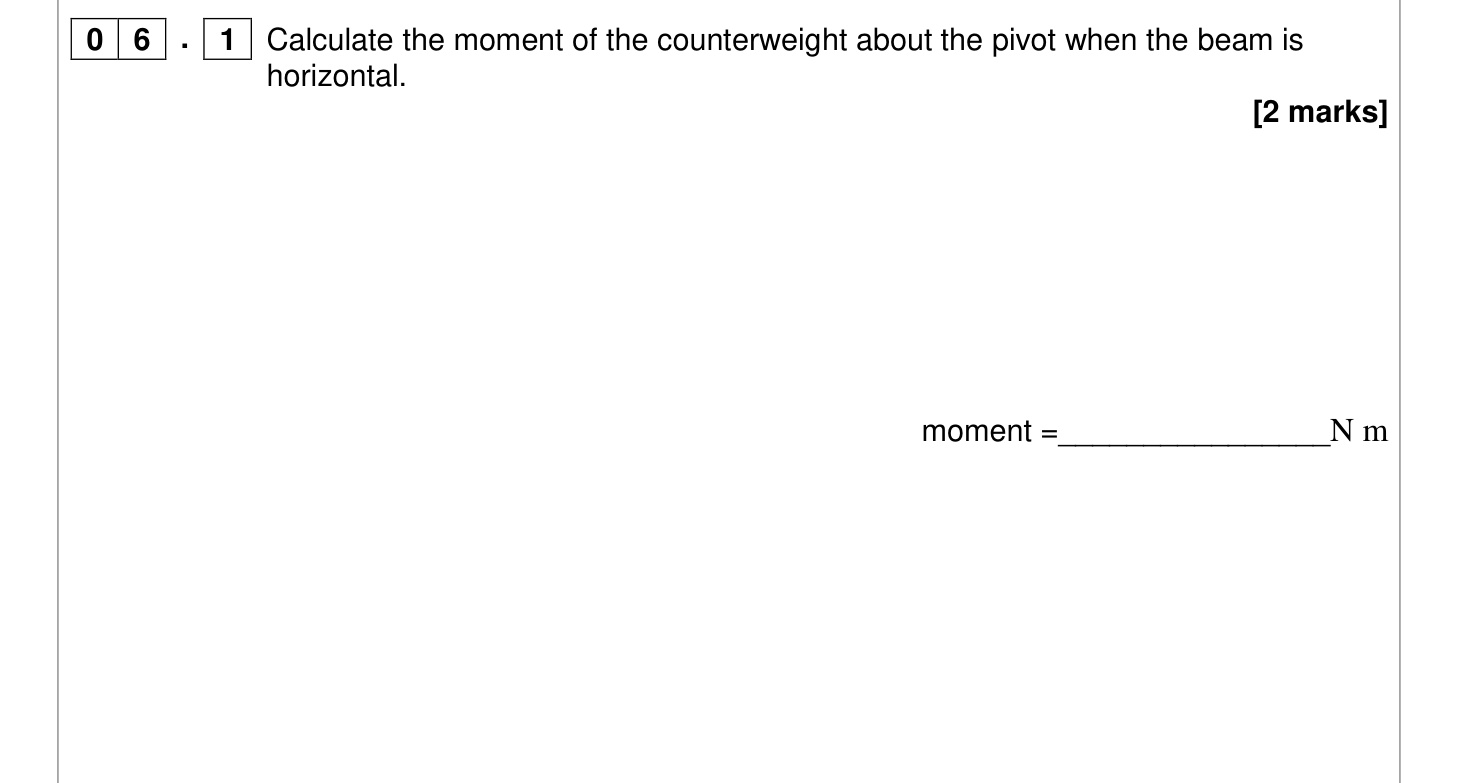 0 6 . 1 Calculate the moment of the counterweight about the pivot when the beam is
horizontal.
[2 marks]
moment =________________N m